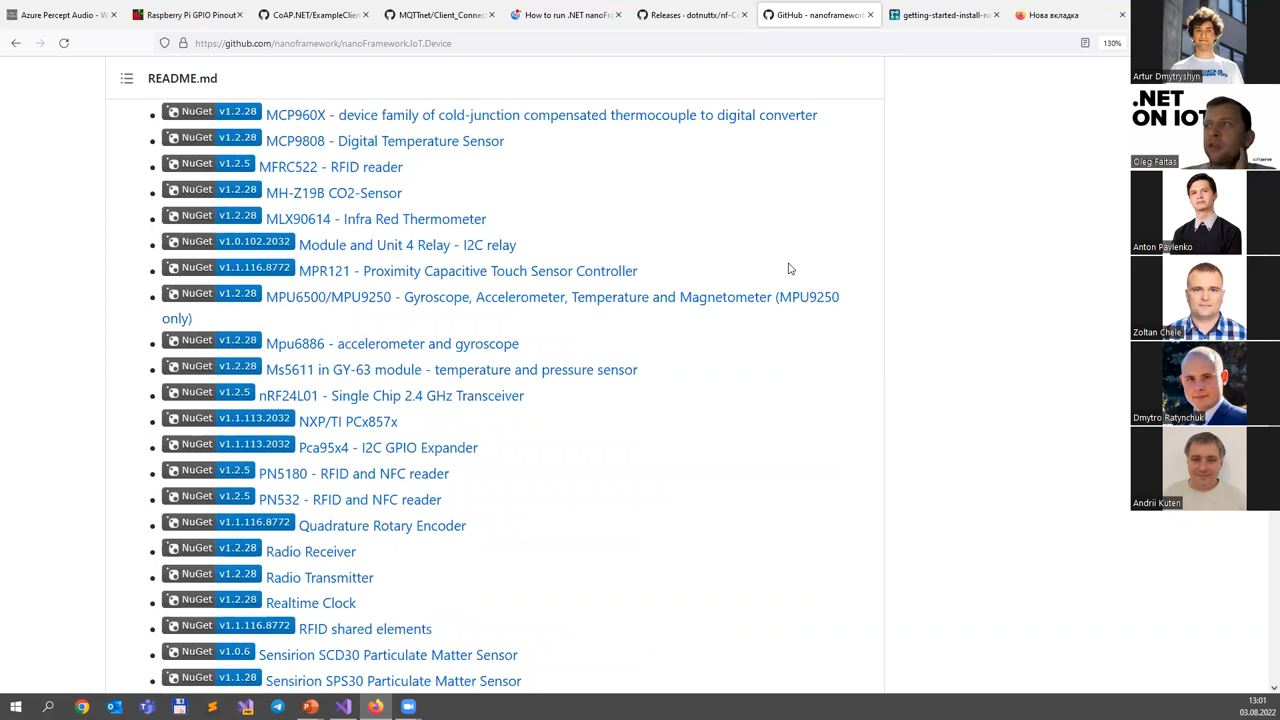 Azure Percept Audio - W
Raspberry Pi GPIO Pinout
CoAP.NET/ExampleClien
MQTTnet/Client_Connec
How to run .NET nanoFra
Releases · dotnuttx/nf-Co
GitHub - nanoframework
getting-started-install-na
Нова вкладка
https://github.com/nanoframework/nanoFramework.IoT.Device
130%
README.md
NuGet v1.2.28 MCP960X - device family of cold-junction compensated thermocouple to digital converter
NuGet v1.2.28 MCP9808 - Digital Temperature Sensor
NuGet v1.2.5 MFRC522 - RFID reader
NuGet v1.2.28 MH-Z19B CO2-Sensor
NuGet v1.2.28 MLX90614 - Infra Red Thermometer
NuGet v1.0.102.2032 Module and Unit 4 Relay - I2C relay
NuGet v1.1.116.8772 MPR121 - Proximity Capacitive Touch Sensor Controller
NuGet v1.2.28 MPU6500/MPU9250 - Gyroscope, Accelerometer, Temperature and Magnetometer (MPU9250
only)
NuGet v1.2.28 Mpu6886 - accelerometer and gyroscope
NuGet v1.2.28 Ms5611 in GY-63 module - temperature and pressure sensor
NuGet v1.2.5 nRF24L01 - Single Chip 2.4 GHz Transceiver
NuGet v1.1.113.2032 NXP/TI PCx857x
NuGet v1.1.113.2032 Pca95x4 - I2C GPIO Expander
NuGet v1.2.5 PN5180 - RFID and NFC reader
NuGet v1.2.5 PN532 - RFID and NFC reader
NuGet v1.1.116.8772 Quadrature Rotary Encoder
NuGet v1.2.28 Radio Receiver
NuGet v1.2.28 Radio Transmitter
NuGet v1.2.28 Realtime Clock
NuGet v1.1.116.8772 RFID shared elements
NuGet v1.0.6 Sensirion SCD30 Particulate Matter Sensor
NuGet v1.1.28 Sensirion SPS30 Particulate Matter Sensor
Artur Dmytryshyn
.NET
ON IOT
softserve
Oleg Faitas
Anton Pavlenko
Zoltan Chele
Dmytro Ratynchuk
Andrii Kuten
13:01
03.08.2022